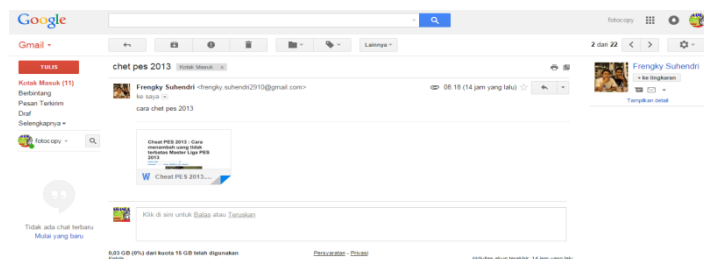 Google
fotocopy
Gmail
Lainnya
2 dari 22
TULIS
Kotak Masuk (11)
Berbintang
Pesan Terkirim
Draf
Selengkapnya
fotocopy
Tidak ada chat terbaru
Mulai yang baru
chet pes 2013 Kotak Masuk x
Frengky Suhendri <frengky.suhendri2910@gmail.com>
ke saya
08.18 (14 jam yang lalu)
cara chet pes 2013
Cheat PES 2013 : Cara
menambah uang tidak
terbatas Master Liga PES
2013
W Cheat PES 2013....
Klik di sini untuk Balas atau Teruskan
0,03 GB (0%) dari kuota 15 GB telah digunakan
Persyaratan - Privasi
Frengky Suhendri
+ ke lingkaran
Tampilkan detail